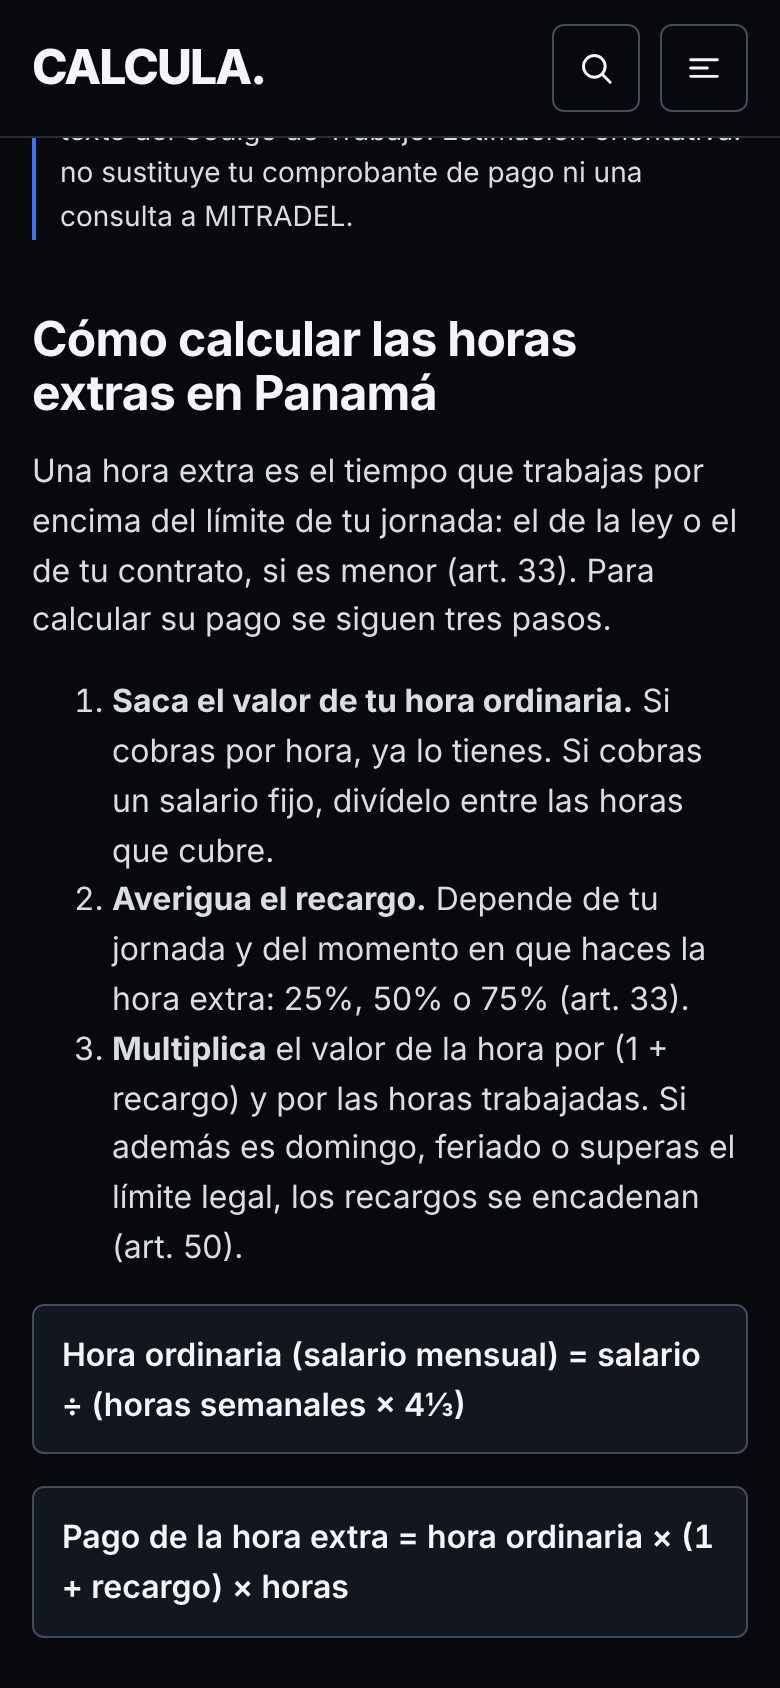 CALCULA.
texto del Código de Trabajo. Estimación orientativa:
no sustituye tu comprobante de pago ni una
consulta a MITRADEL.
Cómo calcular las horas
extras en Panamá
Una hora extra es el tiempo que trabajas por
encima del límite de tu jornada: el de la ley o el
de tu contrato, si es menor (art. 33). Para
calcular su pago se siguen tres pasos.
1. Saca el valor de tu hora ordinaria. Si
cobras por hora, ya lo tienes. Si cobras
un salario fijo, divídelo entre las horas
que cubre.
2. Averigua el recargo. Depende de tu
jornada y del momento en que haces la
hora extra: 25%, 50% o 75% (art. 33).
3. Multiplica el valor de la hora por (1 +
recargo) y por las horas trabajadas. Si
además es domingo, feriado o superas el
límite legal, los recargos se encadenan
(art. 50).
Hora ordinaria (salario mensual) = salario
÷ (horas semanales × 4⅓)
Pago de la hora extra = hora ordinaria × (1
+ recargo) × horas